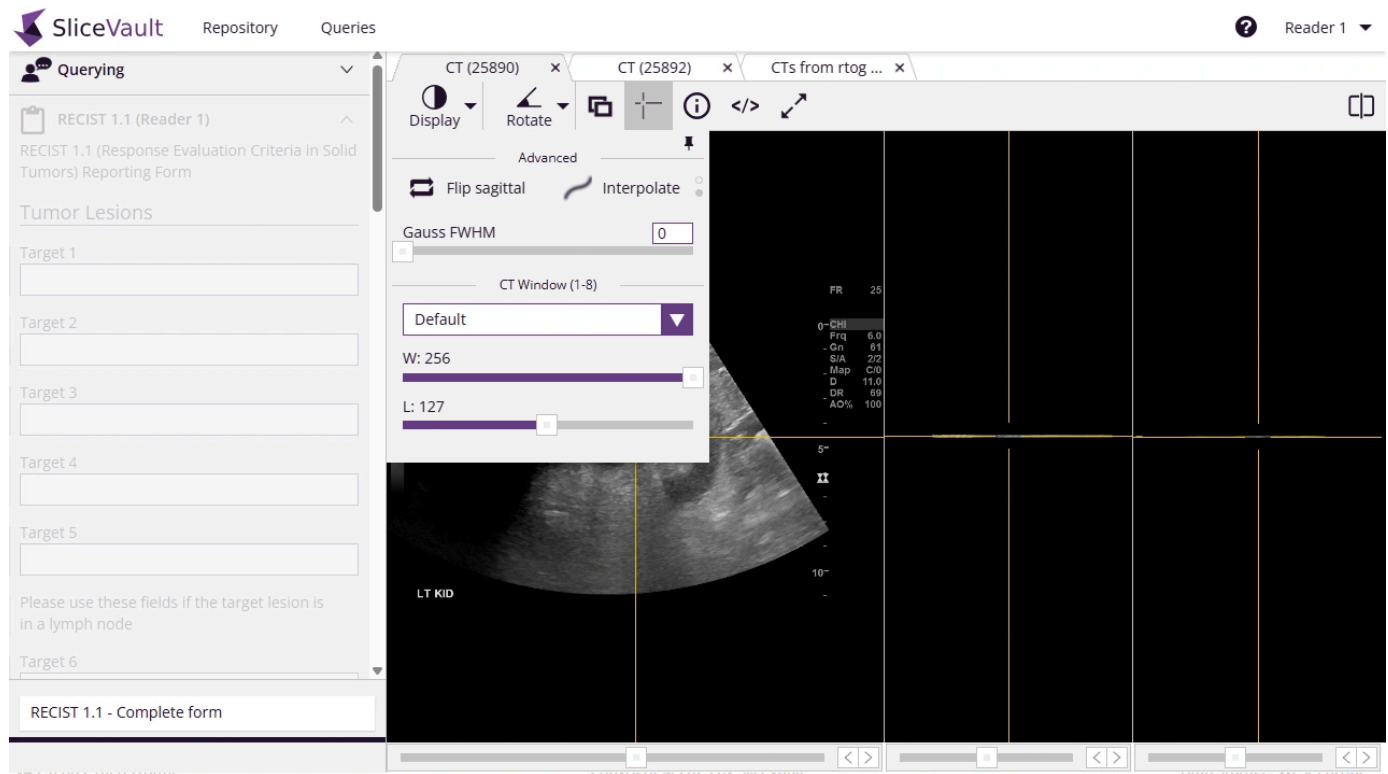 SliceVault
Repository
Queries
Reader 1
Querying
RECIST 1.1 (Reader 1)
RECIST 1.1 (Response Evaluation Criteria in Solid
Tumors) Reporting Form
Tumor Lesions
Target 1
Target 2
Target 3
Target 4
Target 5
Please use these fields if the target lesion is
in a lymph node
Target 6
RECIST 1.1 - Complete form
CT (25890)
CT (25892)
CTs from rtog ...
Display
Rotate
Advanced
Flip sagittal
Interpolate
Gauss FWHM 0
CT Window (1-8)
Default
W: 256
L: 127
FR 25
0
CHI
Frq 6.0
Gn 61
S/A 2/2
Map C/0
D 11.0
DR 69
AO% 100
5
10
LT KID